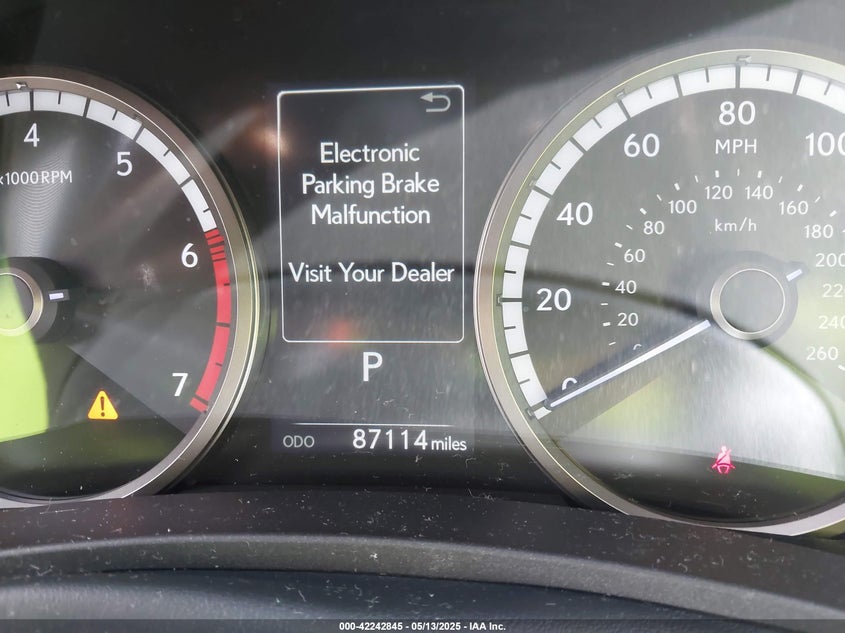 Electronic
Parking Brake
Malfunction
Visit Your Dealer
P
ODO 87114 miles
4
5
6
7
x1000RPM
0
20
40
60
80
100
MPH
km/h
20
40
60
80
100
120
140
160
180
200
240
260
000-42242845 - 05/13/2025 - IAA Inc.